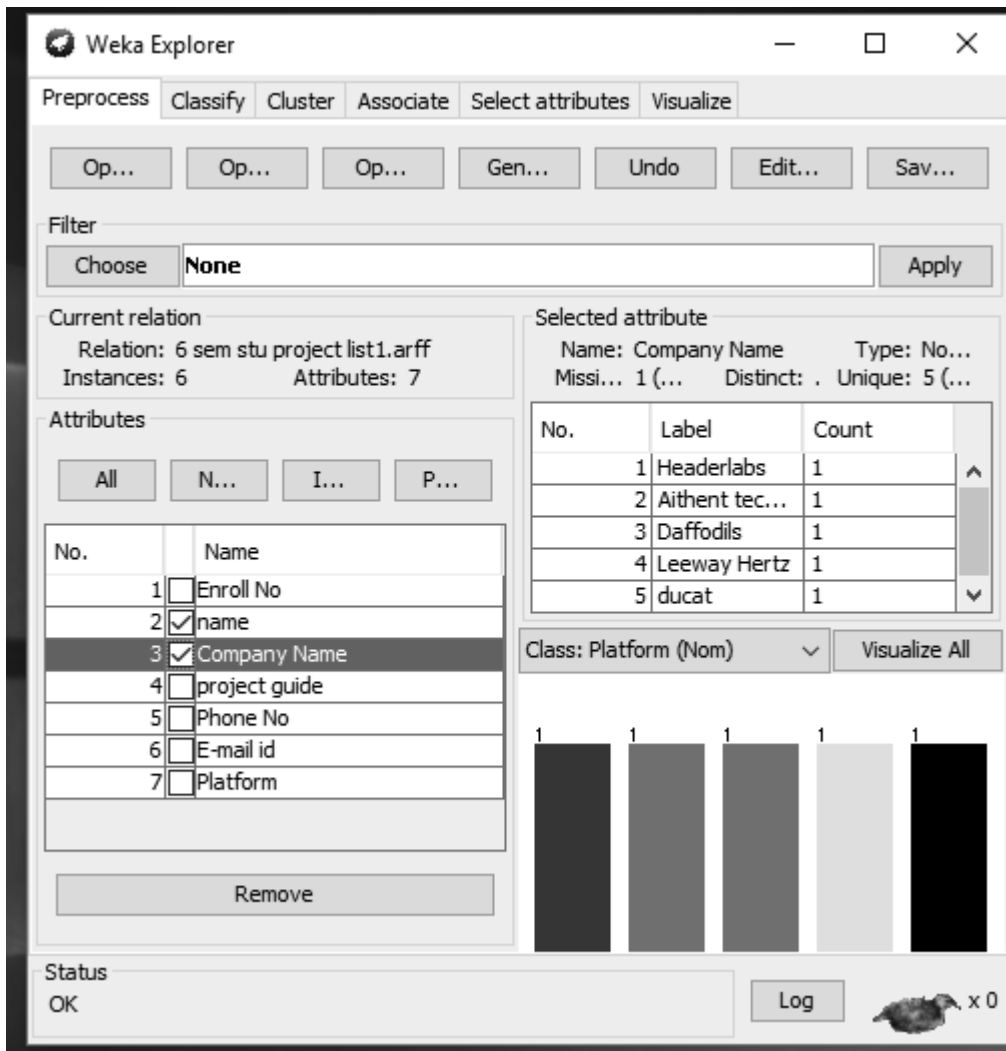 Weka Explorer
Preprocess Classify Cluster Associate Select attributes Visualize
Op... Op... Op... Gen... Undo Edit... Sav...
Filter
Choose None Apply
Current relation
Relation: 6 sem stu project list1.arff
Instances: 6 Attributes: 7
Attributes
All N... I... P...
No. Name
1 Enroll No
2 name
3 Company Name
4 project guide
5 Phone No
6 E-mail id
7 Platform
Remove
Selected attribute
Name: Company Name Type: No...
Missi... 1 (... Distinct: . Unique: 5 (...
No. Label Count
1 Headerlabs 1
2 Aithent tec... 1
3 Daffodils 1
4 Leeway Hertz 1
5 ducat 1
Class: Platform (Nom) Visualize All
1 1 1 1 1
Status
OK
Log x 0